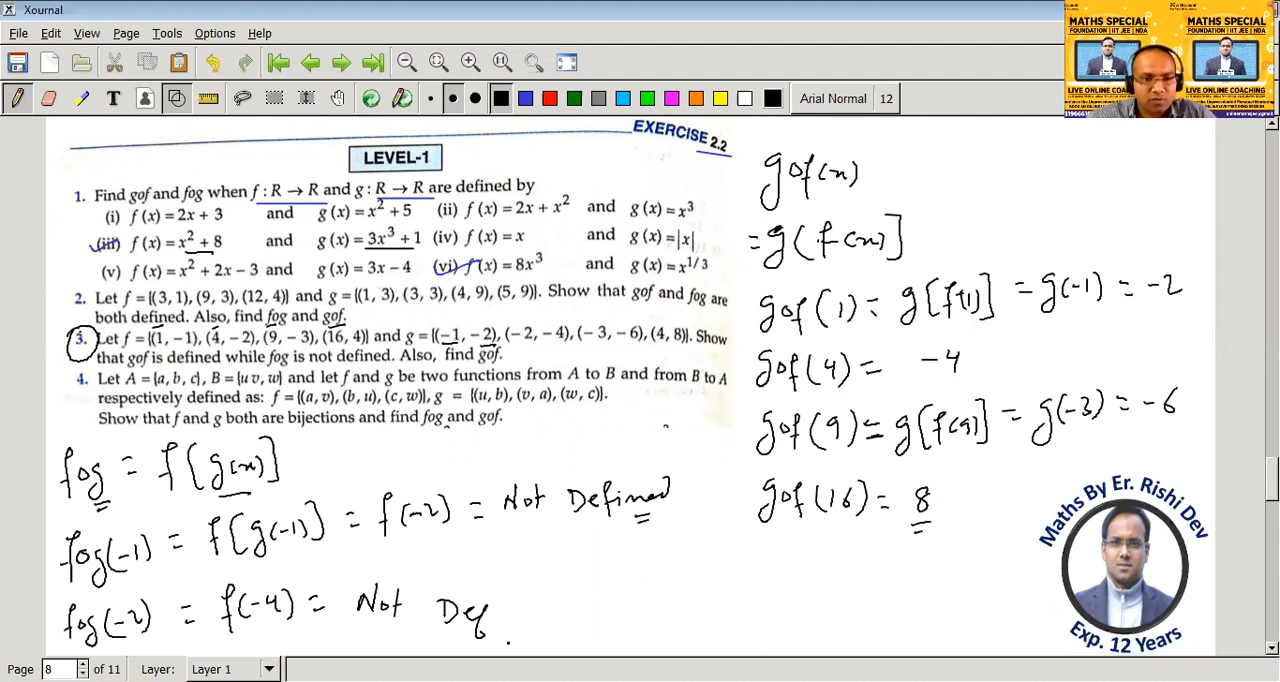 Xournal
File Edit View Page Tools Options Help
Arial Normal 12
MATHS SPECIAL
FOUNDATION | IIT JEE | NDA
LIVE ONLINE COACHING
MATHS SPECIAL
FOUNDATION | IIT JEE | NDA
LIVE ONLINE COACHING
EXERCISE 2.2
LEVEL-1
1. Find gof and fog when f : R → R and g : R → R are defined by
(i) f (x) = 2x + 3 and g (x) = x² + 5 (ii) f (x) = 2x + x² and g (x) = x³
(iii) f (x) = x² + 8 and g (x) = 3x³ + 1 (iv) f (x) = x and g (x) = |x|
(v) f (x) = x² + 2x − 3 and g (x) = 3x − 4 (vi) f (x) = 8x³ and g (x) = x^1/3
2. Let f = {(3, 1), (9, 3), (12, 4)} and g = {(1, 3), (3, 3), (4, 9), (5, 9)}. Show that gof and fog are
both defined. Also, find fog and gof.
3. Let f = {(1, −1), (4, −2), (9, −3), (16, 4)} and g = {(−1, −2), (−2, −4), (−3, −6), (4, 8)}. Show
that gof is defined while fog is not defined. Also, find gof.
4. Let A = {a, b, c}, B = {u v, w} and let f and g be two functions from A to B and from B to A
respectively defined as: f = {(a, v), (b, u), (c, w)}, g = {(u, b), (v, a), (w, c)}.
Show that f and g both are bijections and find fog and gof.
fog = f[g(x)]
fog(-1) = f[g(-1)] = f(-2) = Not Defined
fog(-2) = f(-4) = Not Def
gof(x)
= g(f(x)]
gof(1) = g[f(1)] = g(-1) = -2
gof(4) = -4
gof(9) = g[f(9)] = g(-3) = -6
gof(16) = 8
Maths By Er. Rishi Dev
Exp. 12 Years
Page 8 of 11 Layer: Layer 1